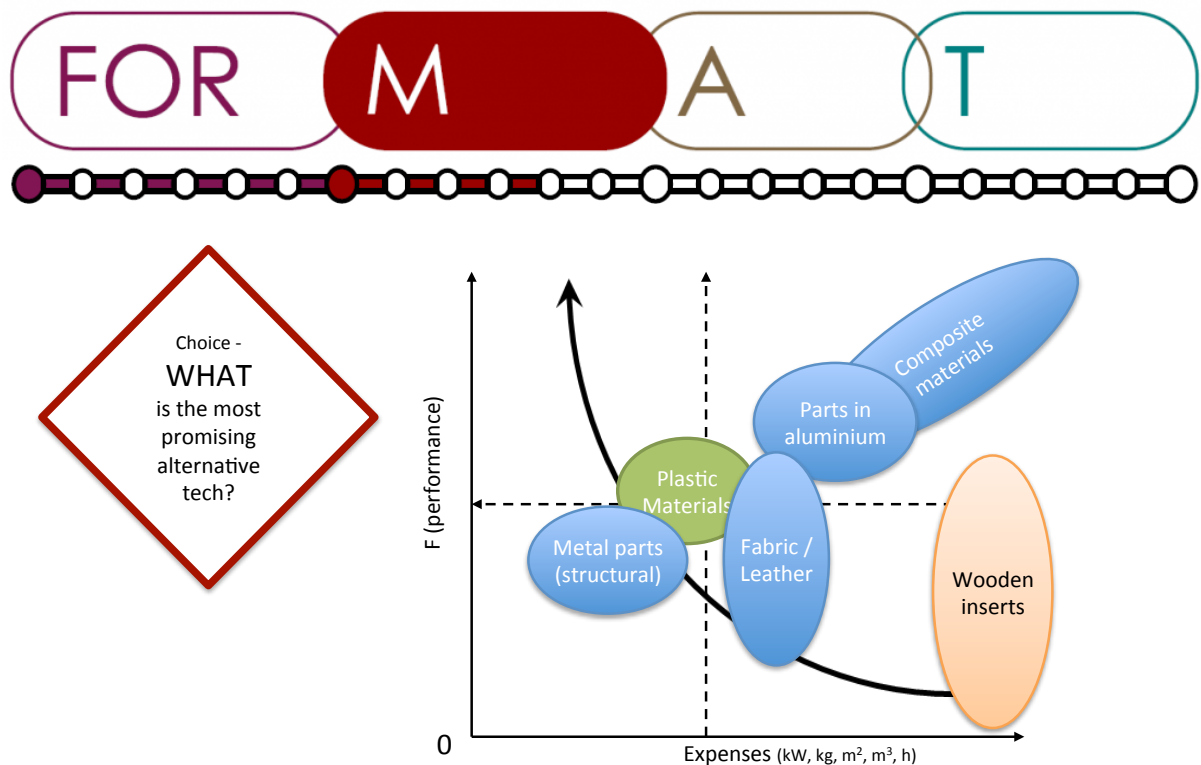 FOR M A T
Choice -
WHAT
is the most
promising
alternative
tech?
F (performance)
Composite
materials
Parts in
aluminium
Plastic
Materials
Metal parts
(structural)
Fabric /
Leather
Wooden
inserts
0
Expenses (kW, kg, m², m³, h)